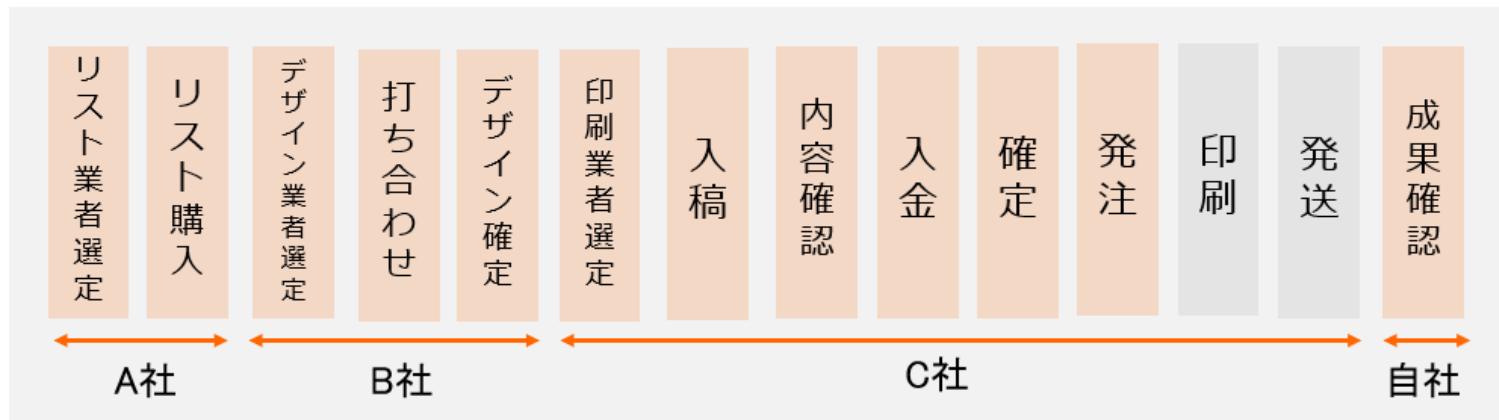 リスト業者選定
リスト購入
デザイン業者選定
打ち合わせ
デザイン確定
印刷業者選定
入稿
内容確認
入金
確定
発注
印刷
発送
成果確認
A社
B社
C社
自社